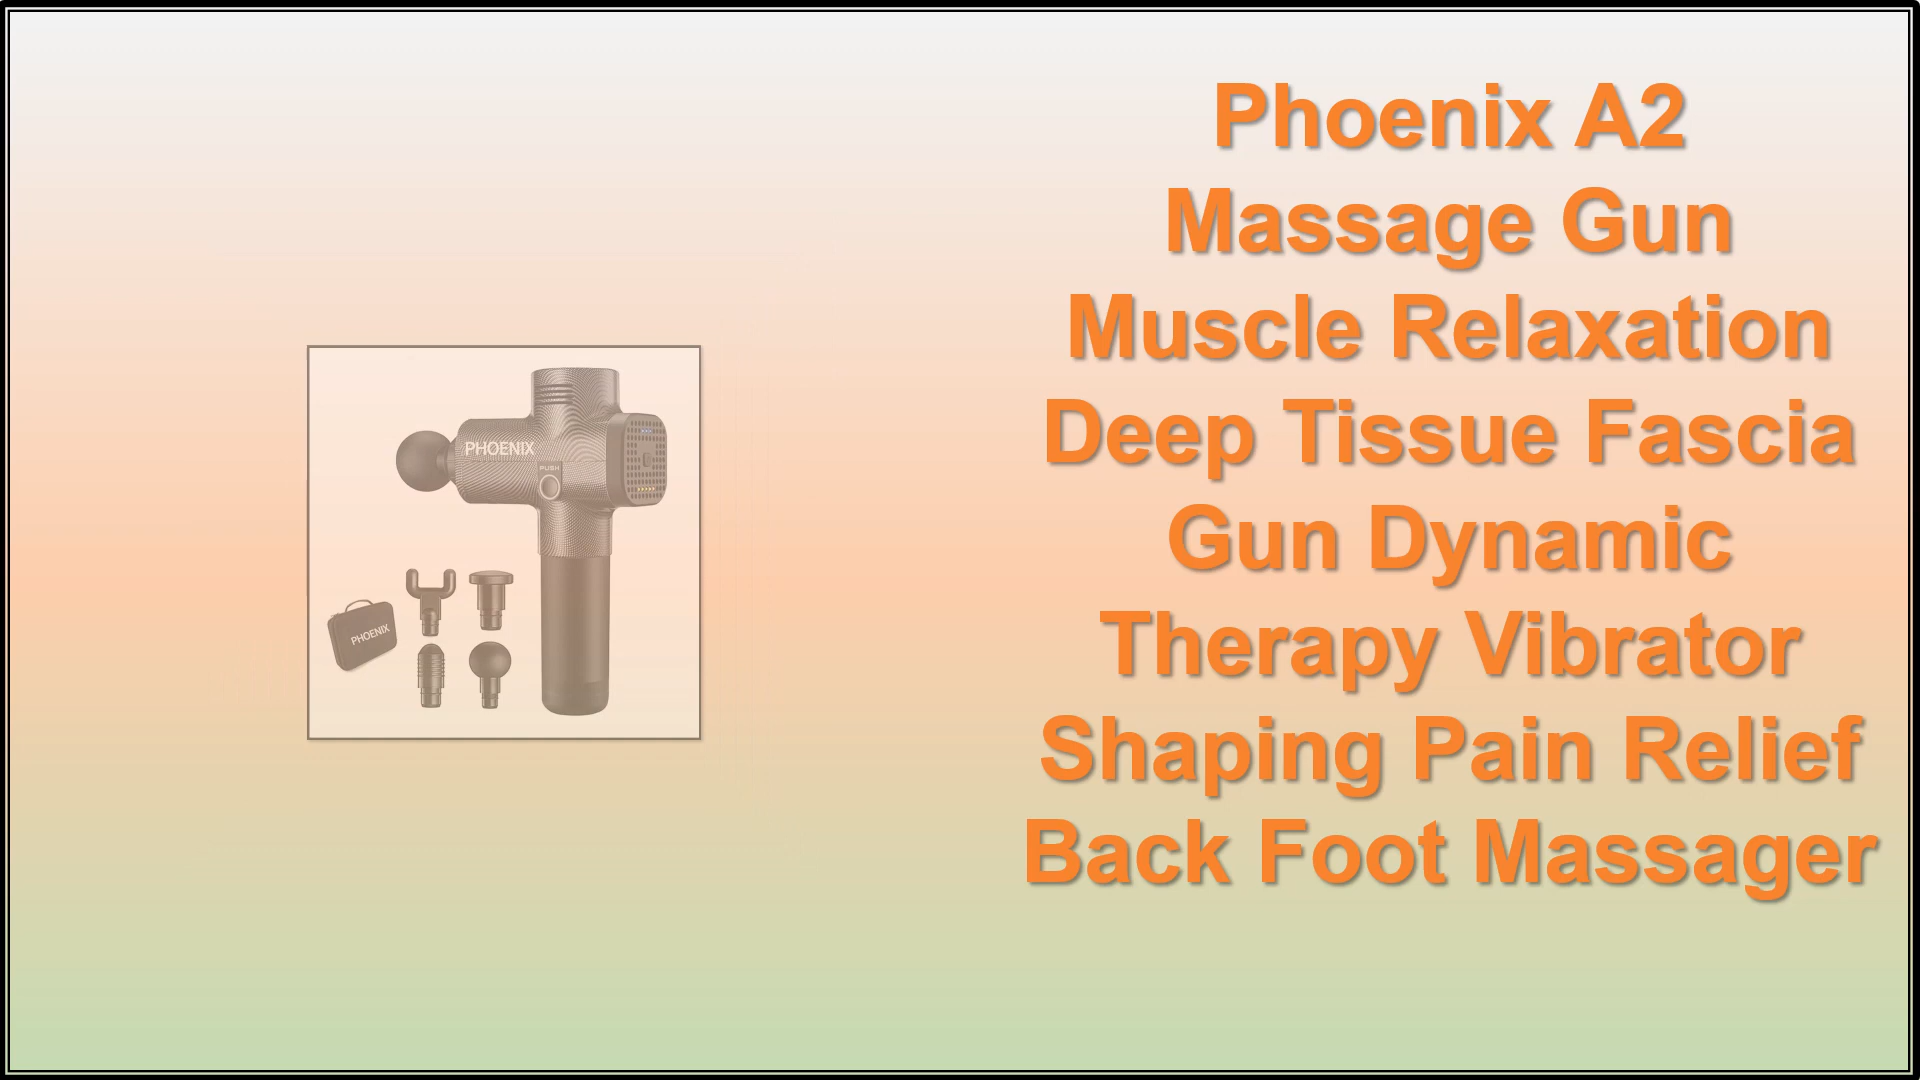 Phoenix A2
Massage Gun
Muscle Relaxation
Deep Tissue Fascia
Gun Dynamic
Therapy Vibrator
Shaping Pain Relief
Back Foot Massager
PHOENIX
PUSH
PHOENIX